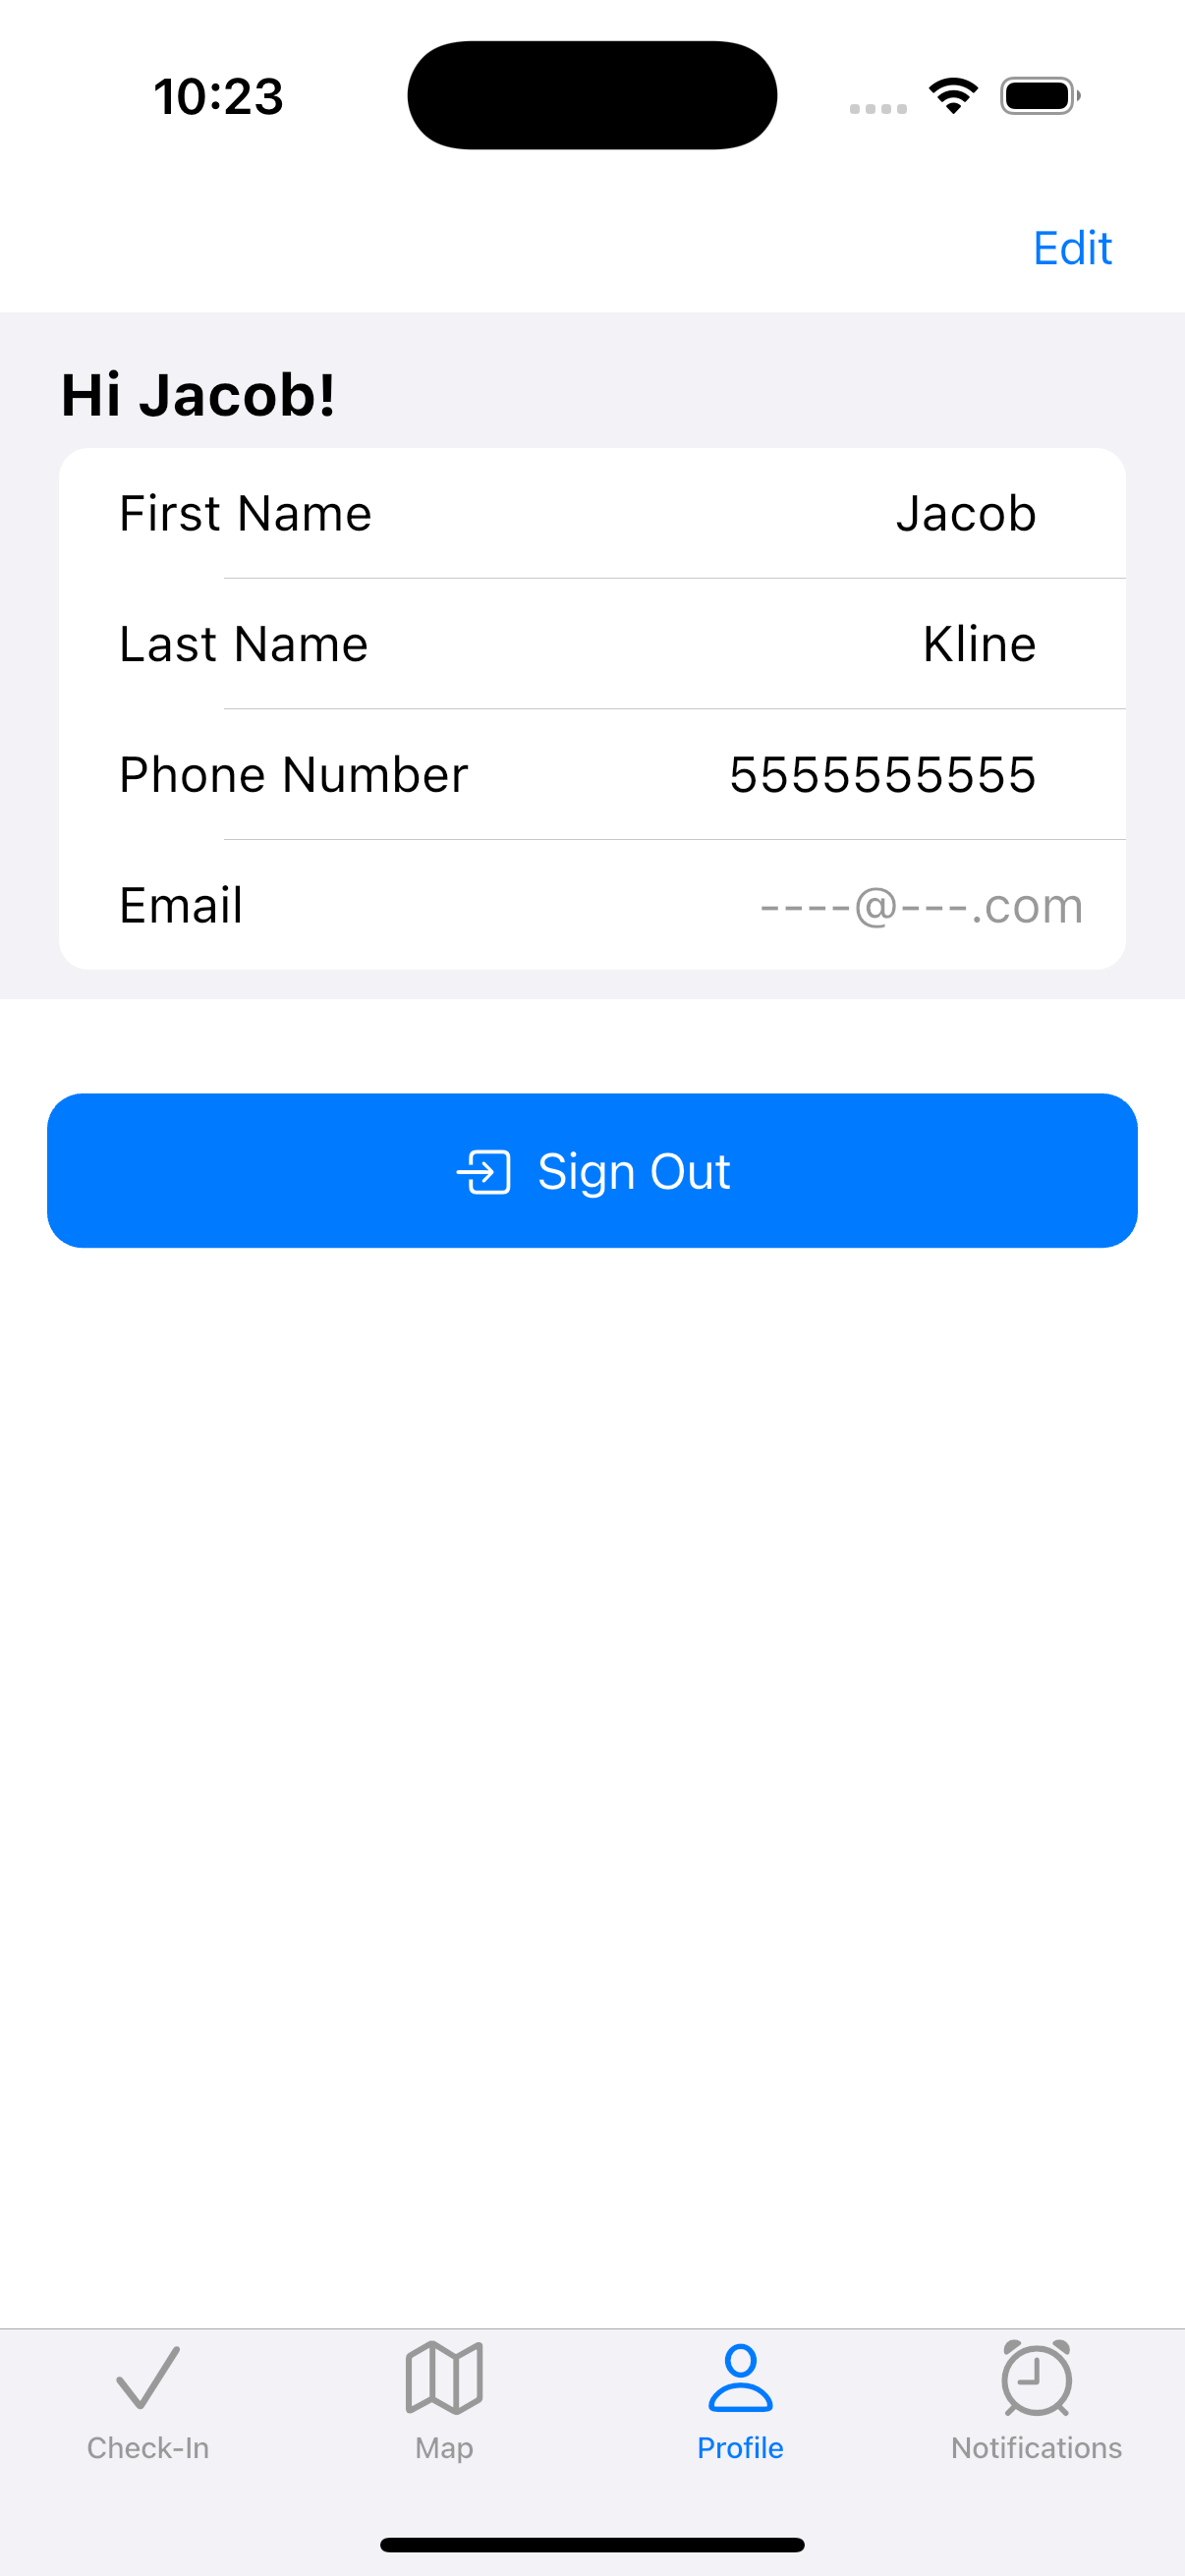 10:23
Edit
Hi Jacob!
First Name Jacob
Last Name Kline
Phone Number 5555555555
Email ----@---.com
Sign Out
Check-In Map Profile Notifications